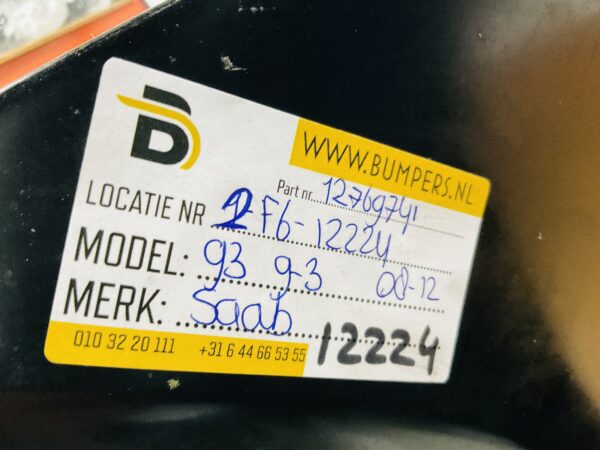 B
WWW.BUMPERS.NL
Part nr. 12769741
LOCATIE NR 2 F6-12224
MODEL: 93 9-3 08-12
MERK: Saab
12224
010 32 20 111 +31 6 44 66 53 55